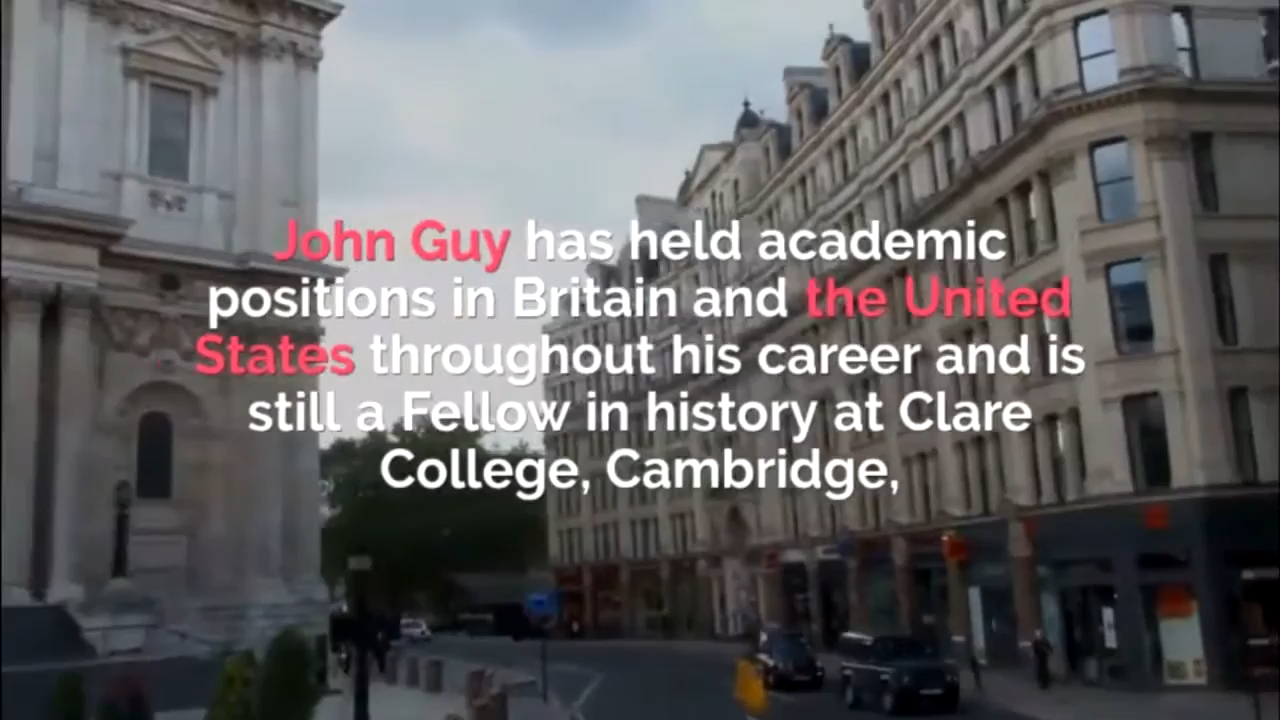 John Guy has held academic
positions in Britain and the United
States throughout his career and is
still a Fellow in history at Clare
College, Cambridge,